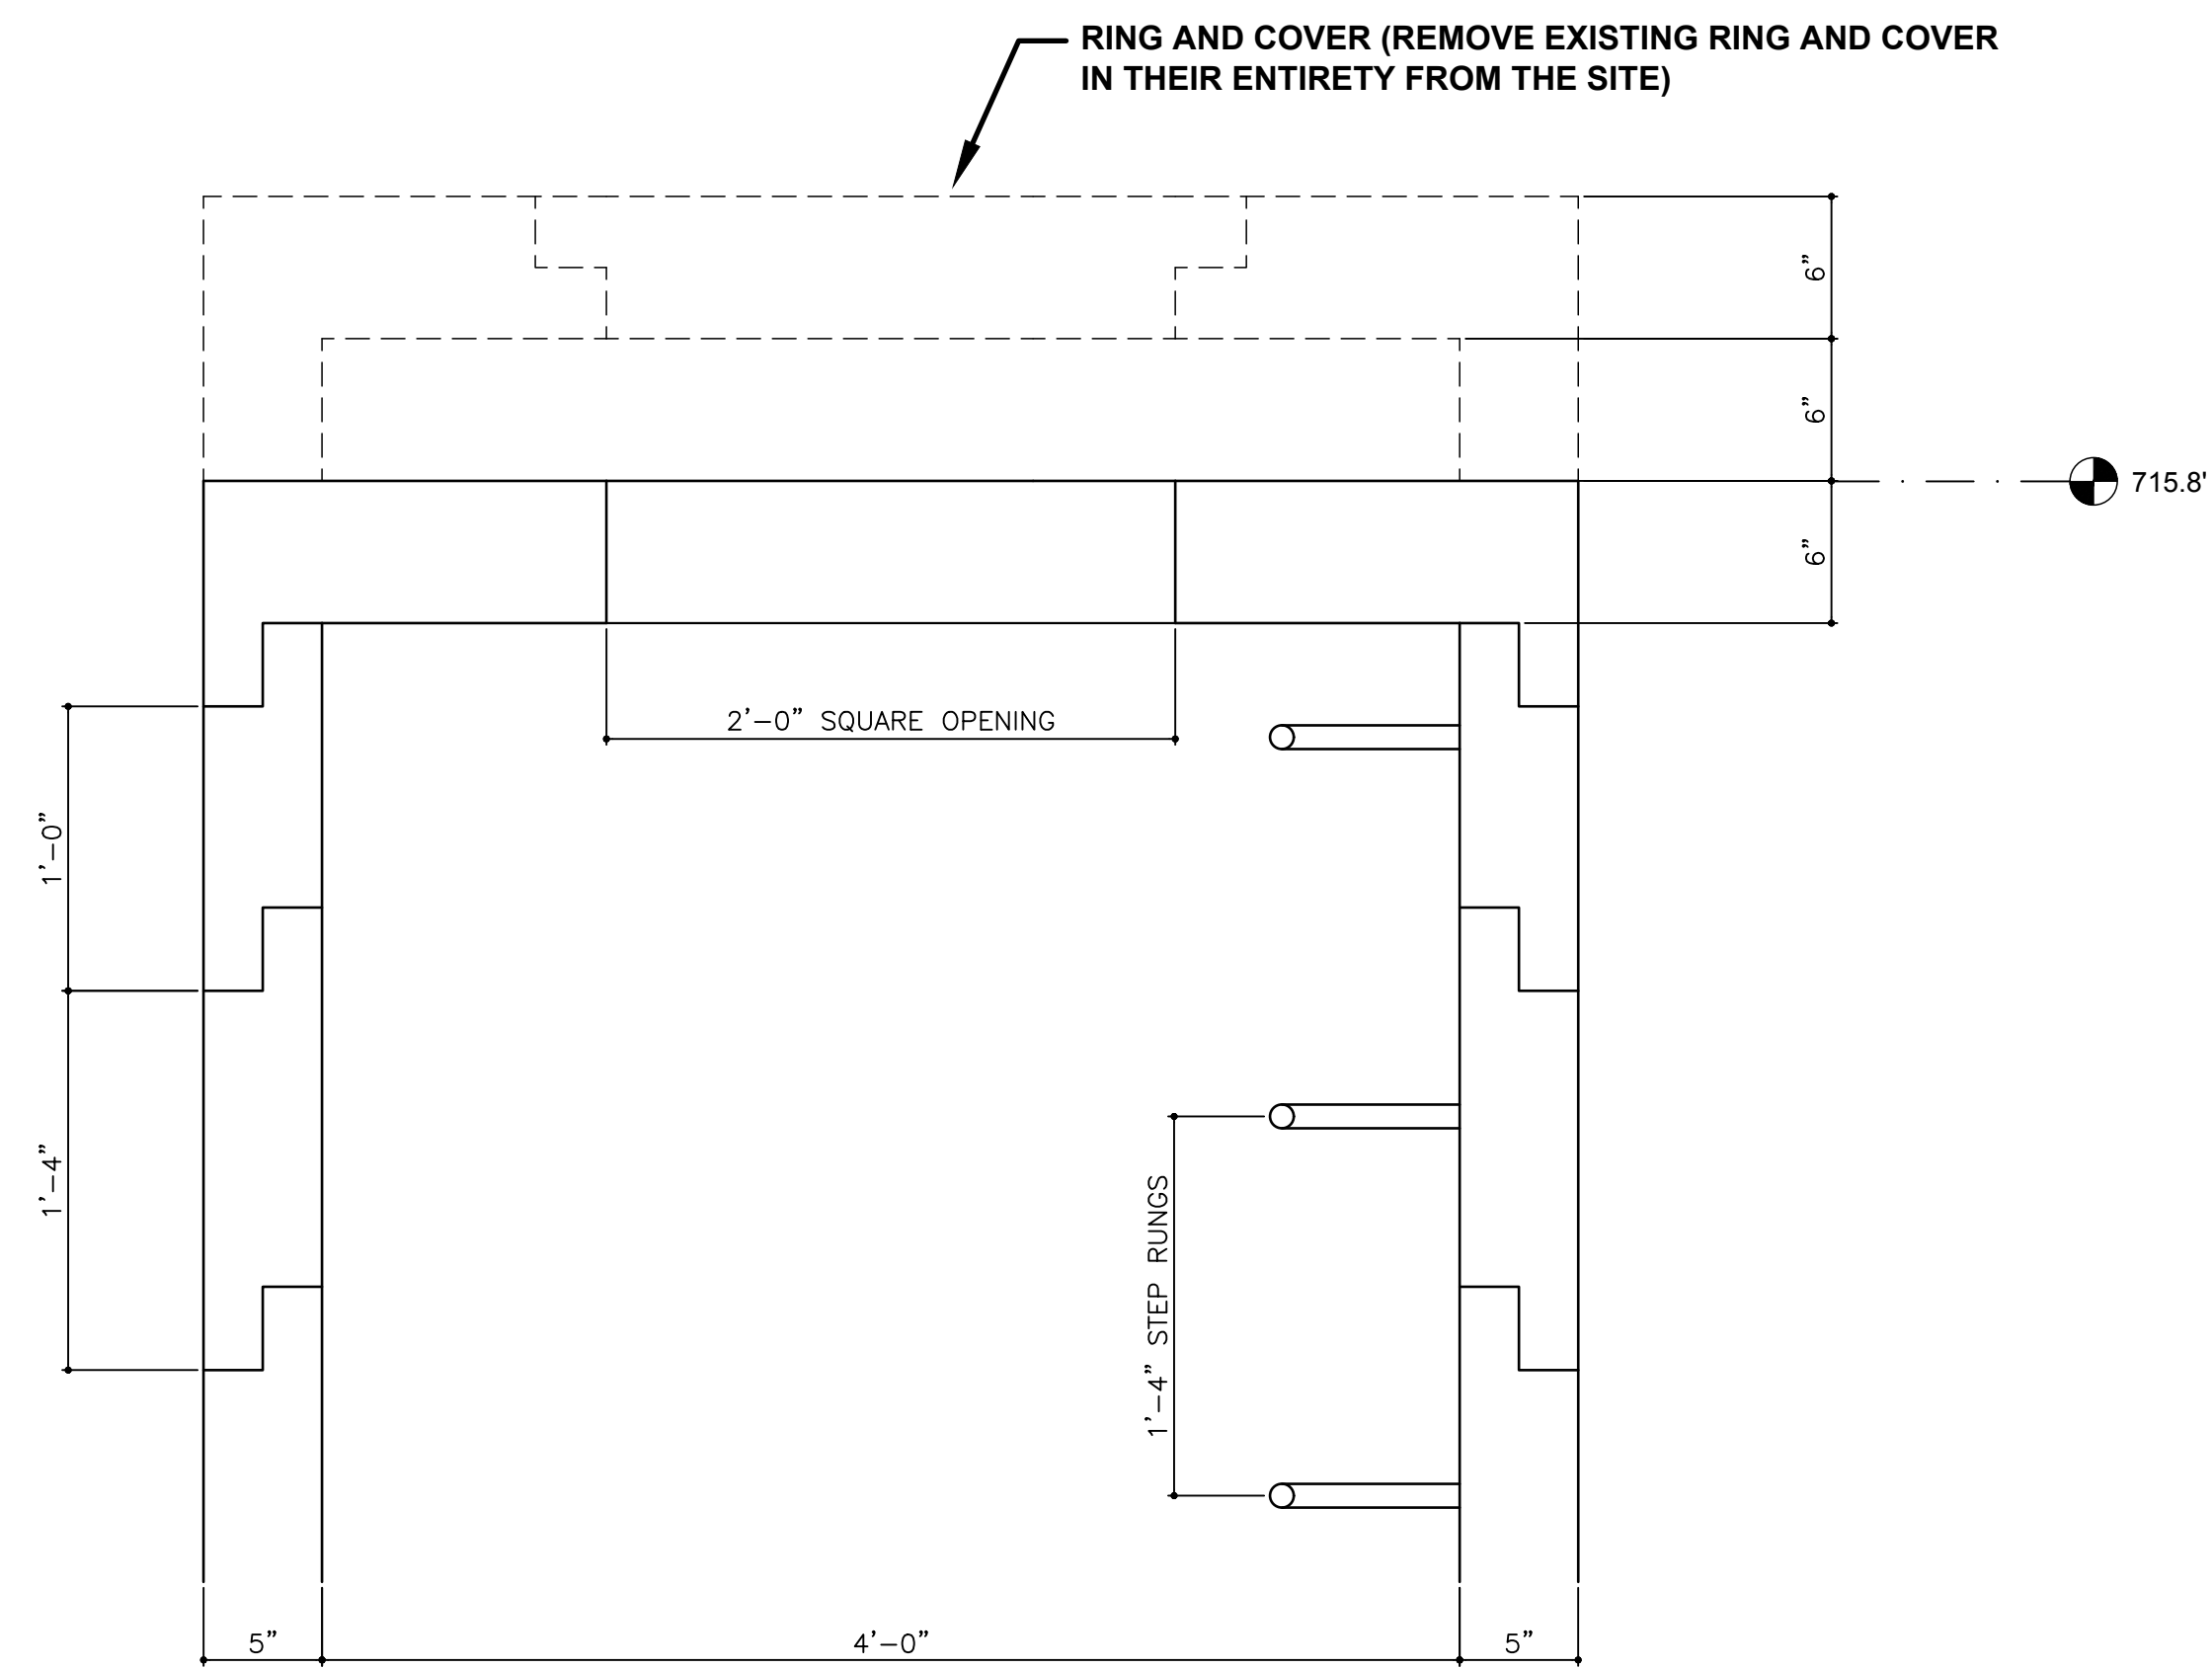 RING AND COVER (REMOVE EXISTING RING AND COVER
IN THEIR ENTIRETY FROM THE SITE)
6”
6”
715.8'
6”
2’-0” SQUARE OPENING
1’-0”
1’-4”
1’-4” STEP RUNGS
5”
4’-0”
5”